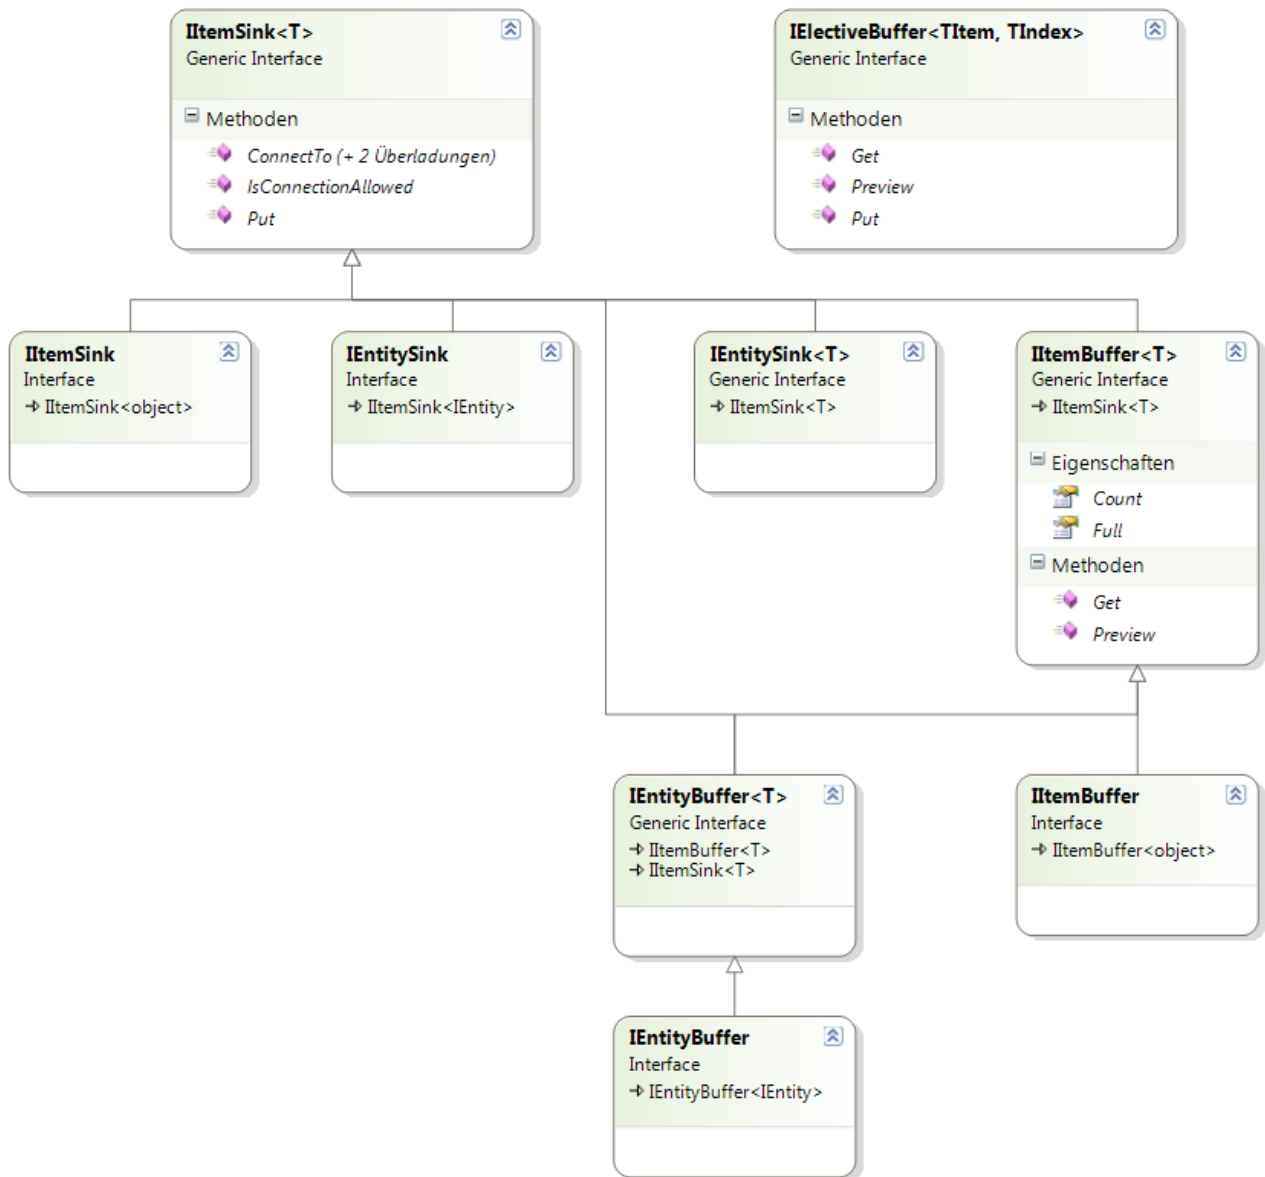 IItemSink<T>
Generic Interface
Methoden
ConnectTo (+ 2 Überladungen)
IsConnectionAllowed
Put
IElectiveBuffer<TItem, TIndex>
Generic Interface
Methoden
Get
Preview
Put
IItemSink
Interface
IItemSink<object>
IEntitySink
Interface
IItemSink<IEntity>
IEntitySink<T>
Generic Interface
IItemSink<T>
IItemBuffer<T>
Generic Interface
IItemSink<T>
Eigenschaften
Count
Full
Methoden
Get
Preview
IEntityBuffer<T>
Generic Interface
IItemBuffer<T>
IItemSink<T>
IItemBuffer
Interface
IItemBuffer<object>
IEntityBuffer
Interface
IEntityBuffer<IEntity>